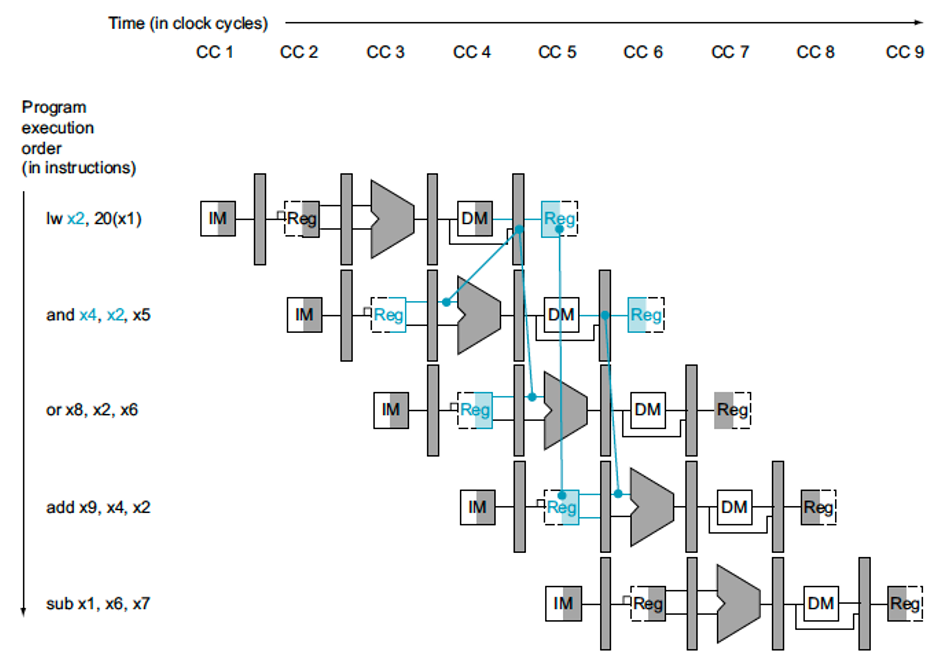 Time (in clock cycles)
CC 1 CC 2 CC 3 CC 4 CC 5 CC 6 CC 7 CC 8 CC 9
Program
execution
order
(in instructions)
lw x2, 20(x1)
IM Reg DM Reg
and x4, x2, x5
IM Reg DM Reg
or x8, x2, x6
IM Reg DM Reg
add x9, x4, x2
IM Reg DM Reg
sub x1, x6, x7
IM Reg DM Reg